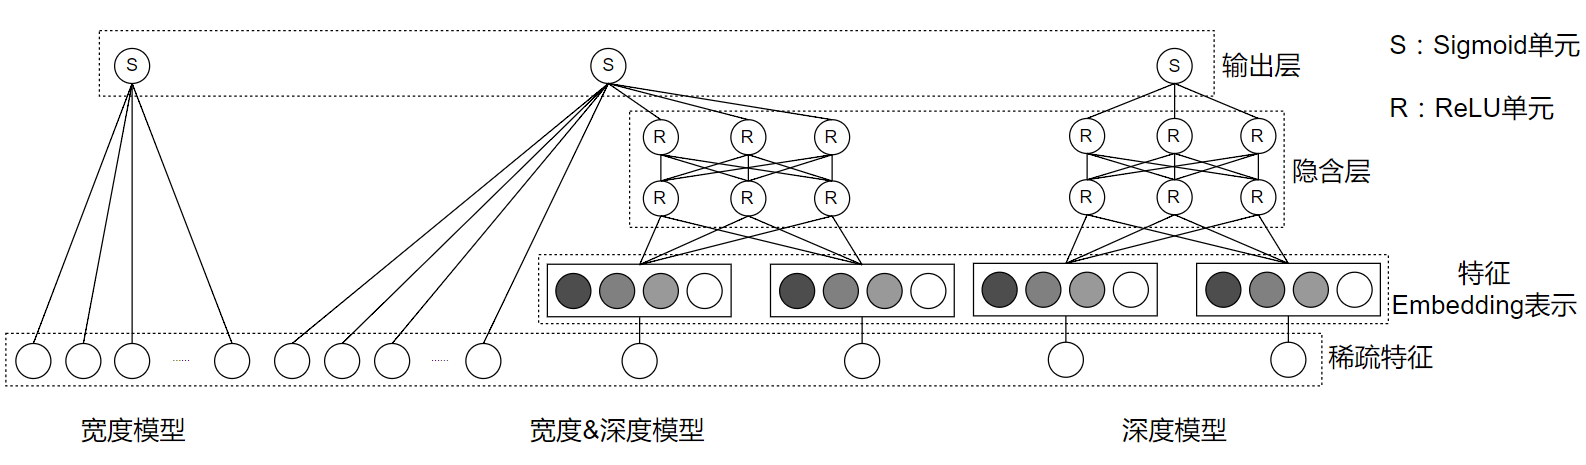 S
S
S
输出层
S：Sigmoid单元
R：ReLU单元
R R R
R R R
R R R
R R R
隐含层
特征
Embedding表示
...... ......
稀疏特征
宽度模型
宽度&深度模型
深度模型